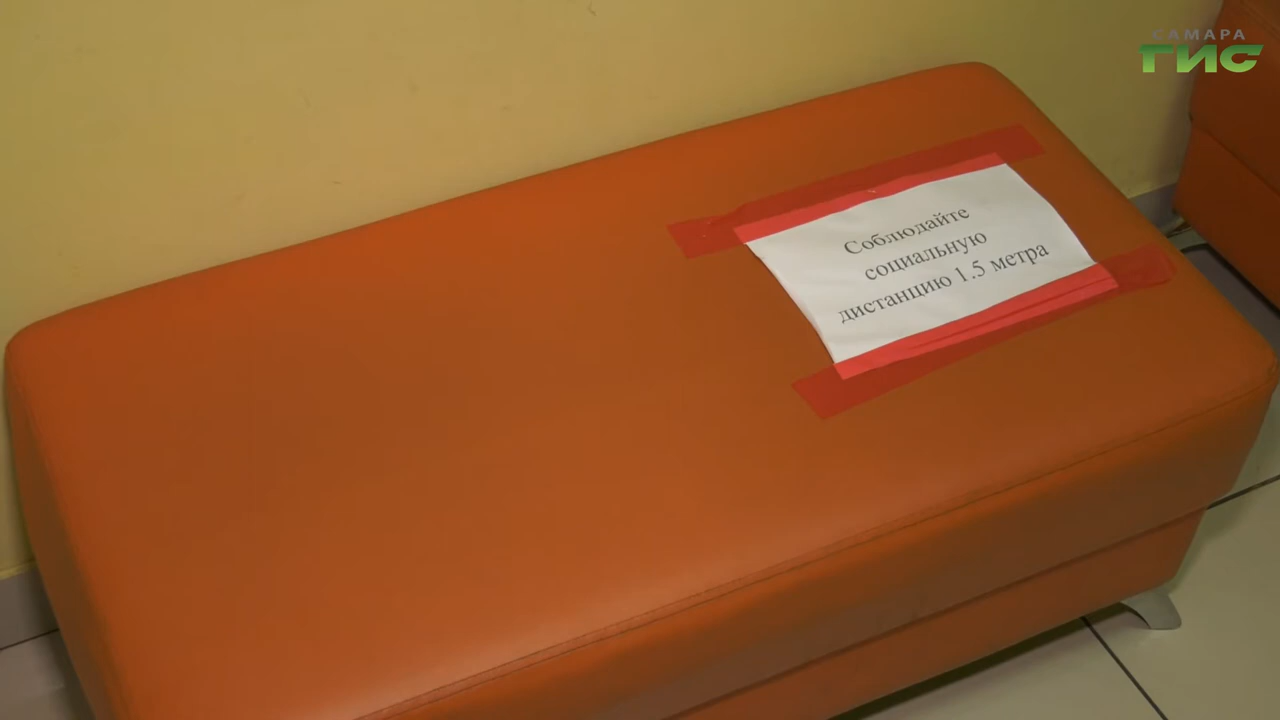 САМАРА
ГИС
Соблюдайте
социальную
дистанцию 1.5 метра